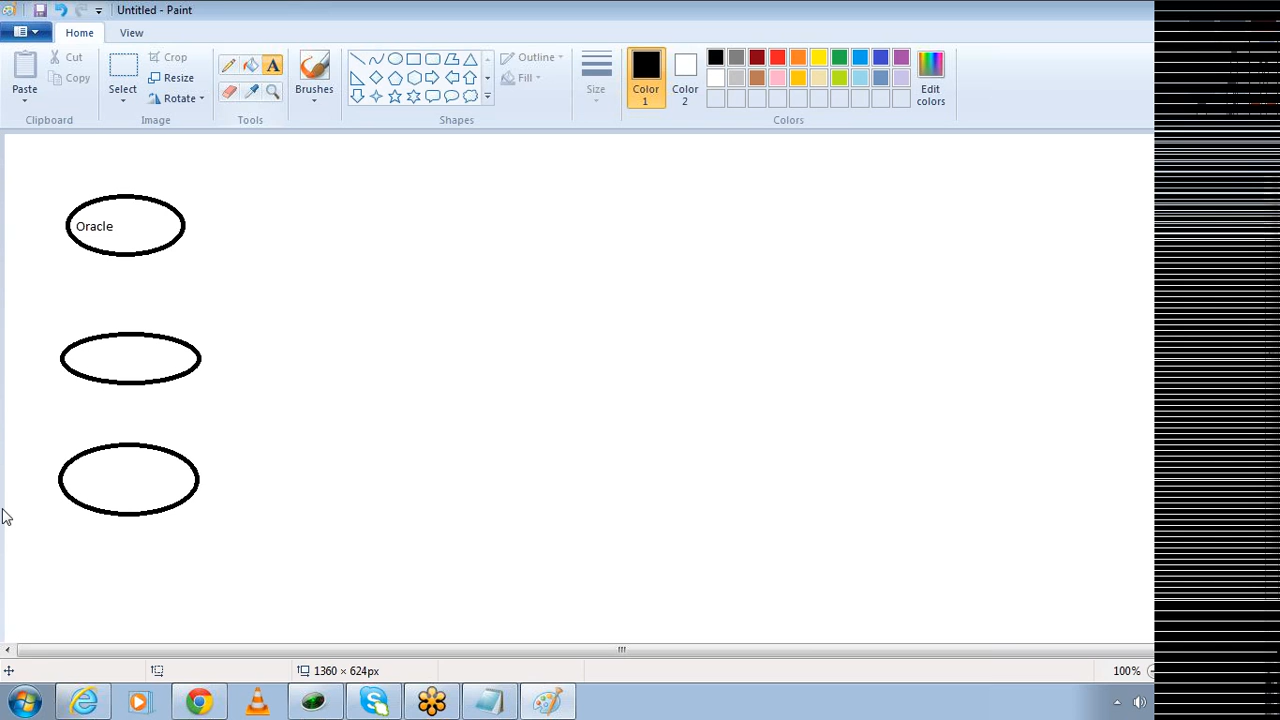 Untitled - Paint
Home View
Paste
Cut
Copy
Clipboard
Select
Crop
Resize
Rotate
Image
A
Tools
Brushes
Outline
Fill
Shapes
Size
Color 1
Color 2
Edit colors
Colors
Oracle
1360 × 624px
100%